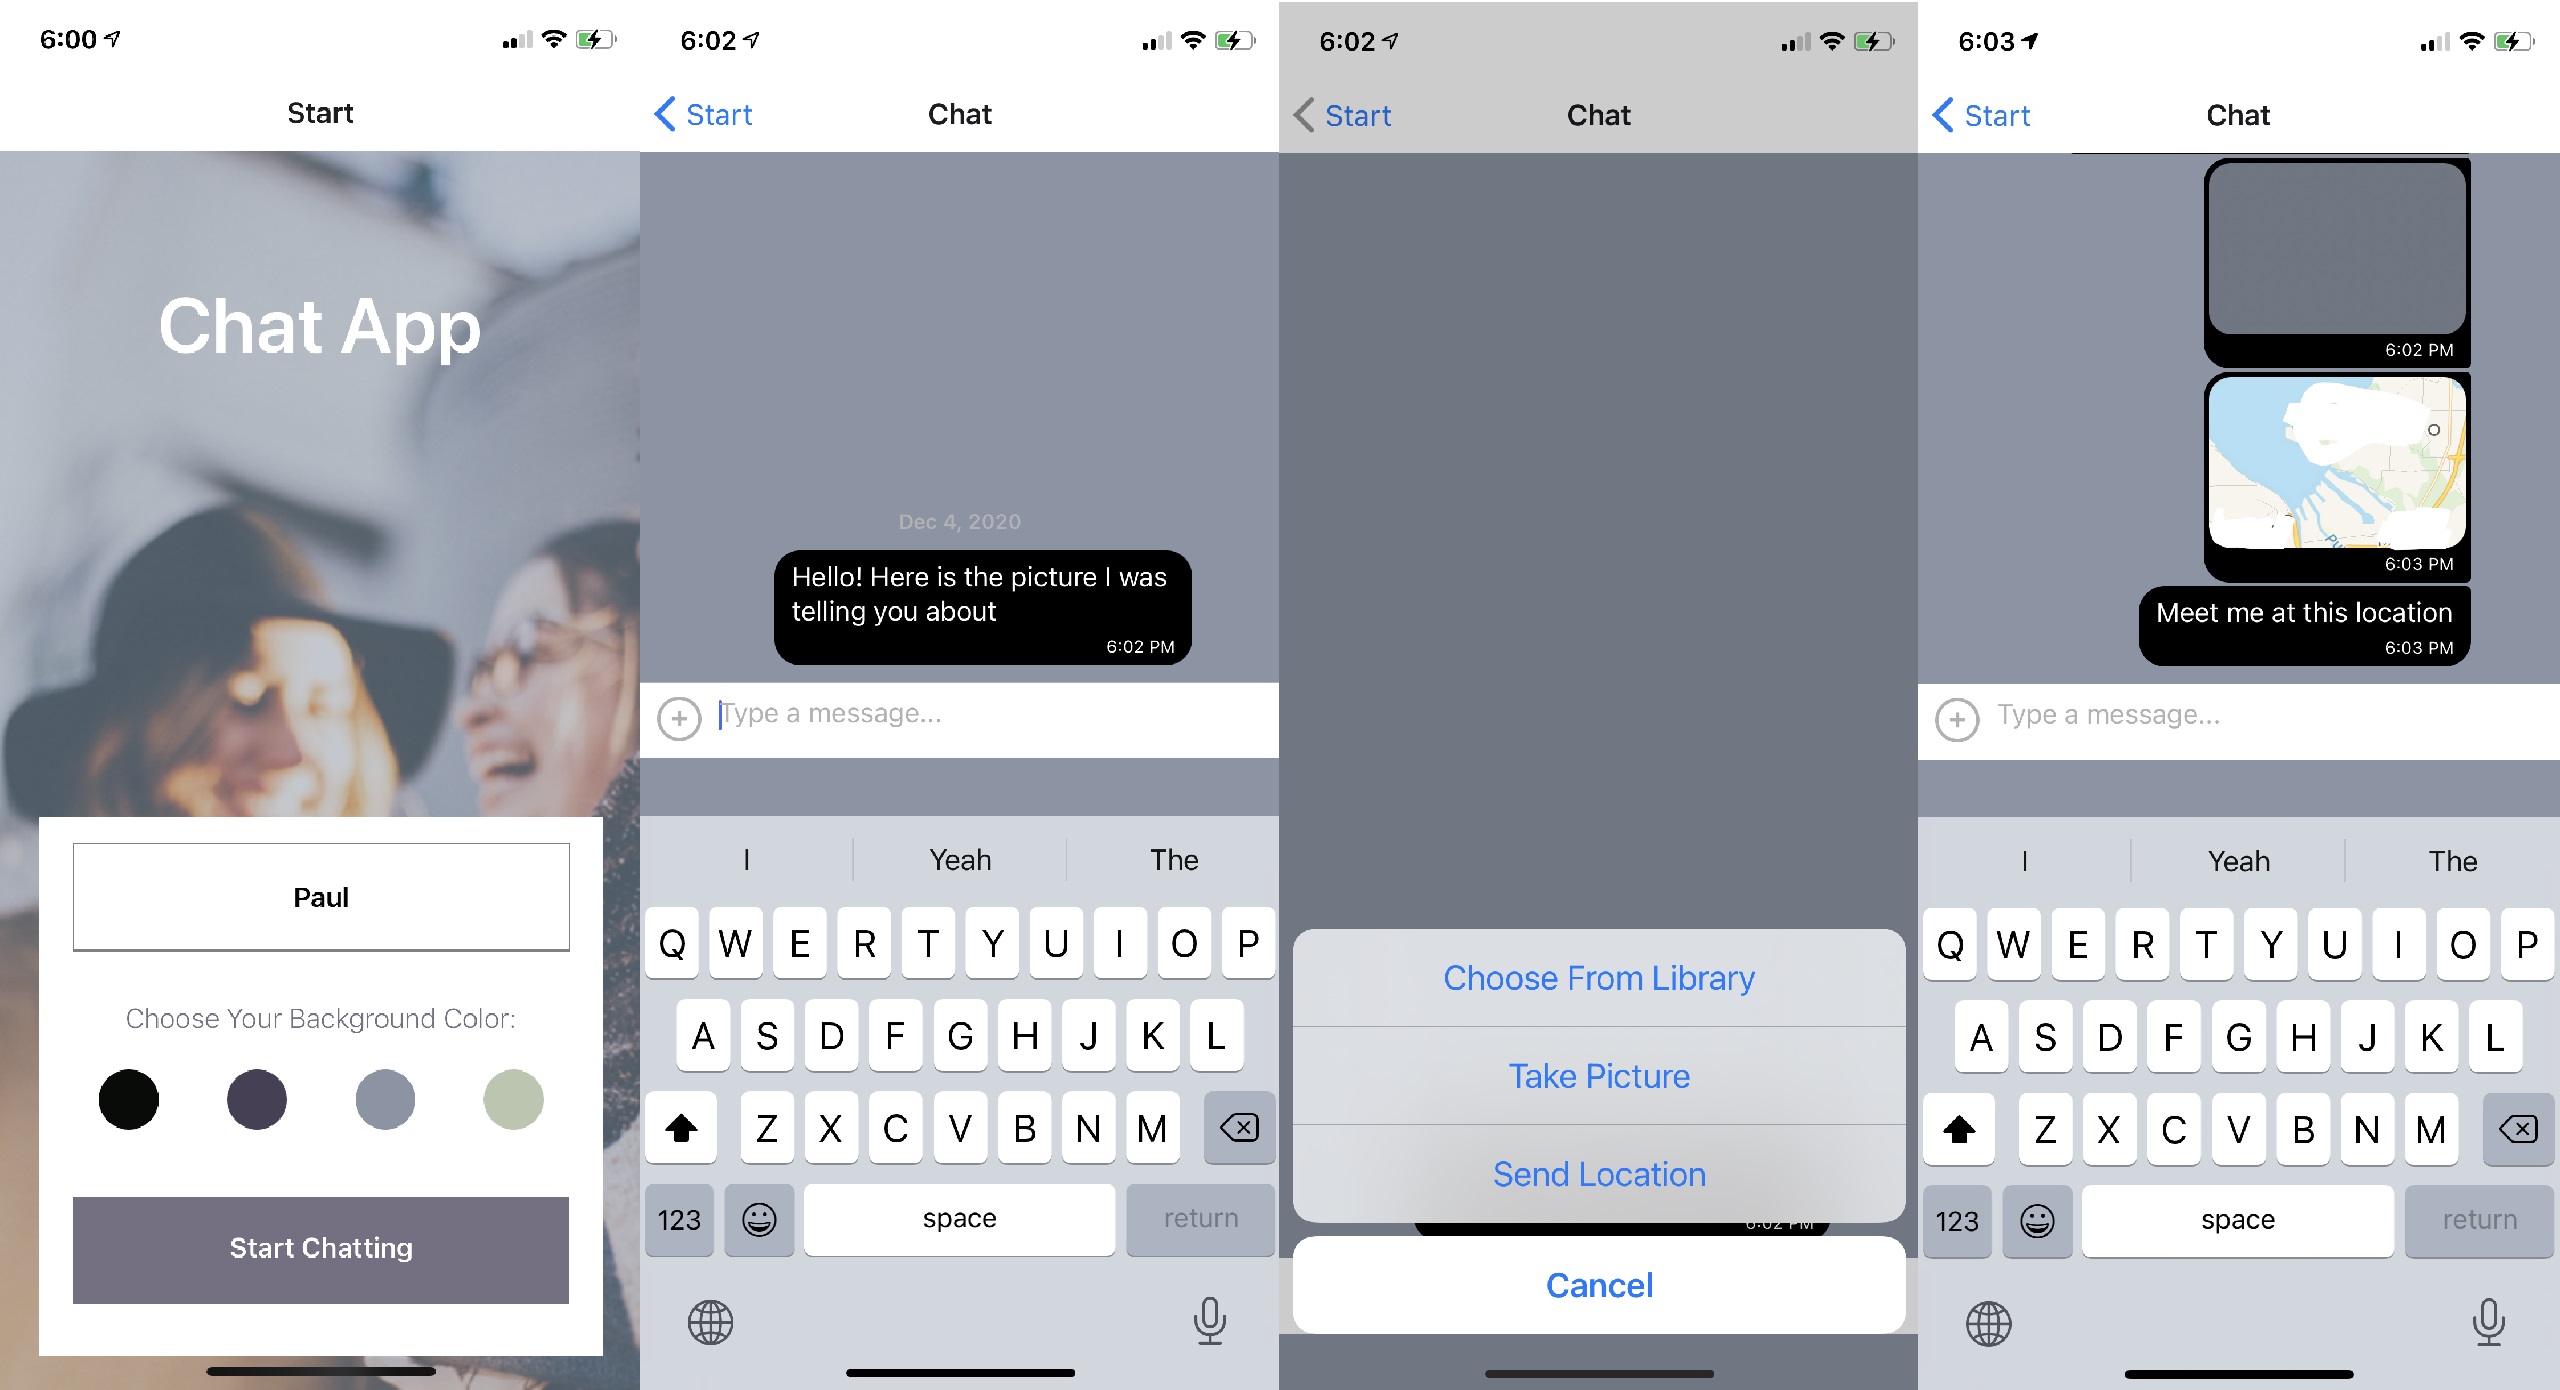 6:00
Start
Chat App
Paul
Choose Your Background Color:
Start Chatting
6:02
Start
Chat
Dec 4, 2020
Hello! Here is the picture I was
telling you about
6:02 PM
Type a message...
I Yeah The
Q W E R T Y U I O P
A S D F G H J K L
Z X C V B N M
123 space return
6:02
Start
Chat
Choose From Library
Take Picture
Send Location
6:02 PM
Cancel
6:03
Start
Chat
6:02 PM
6:03 PM
Meet me at this location
6:03 PM
Type a message...
I Yeah The
Q W E R T Y U I O P
A S D F G H J K L
Z X C V B N M
123 space return